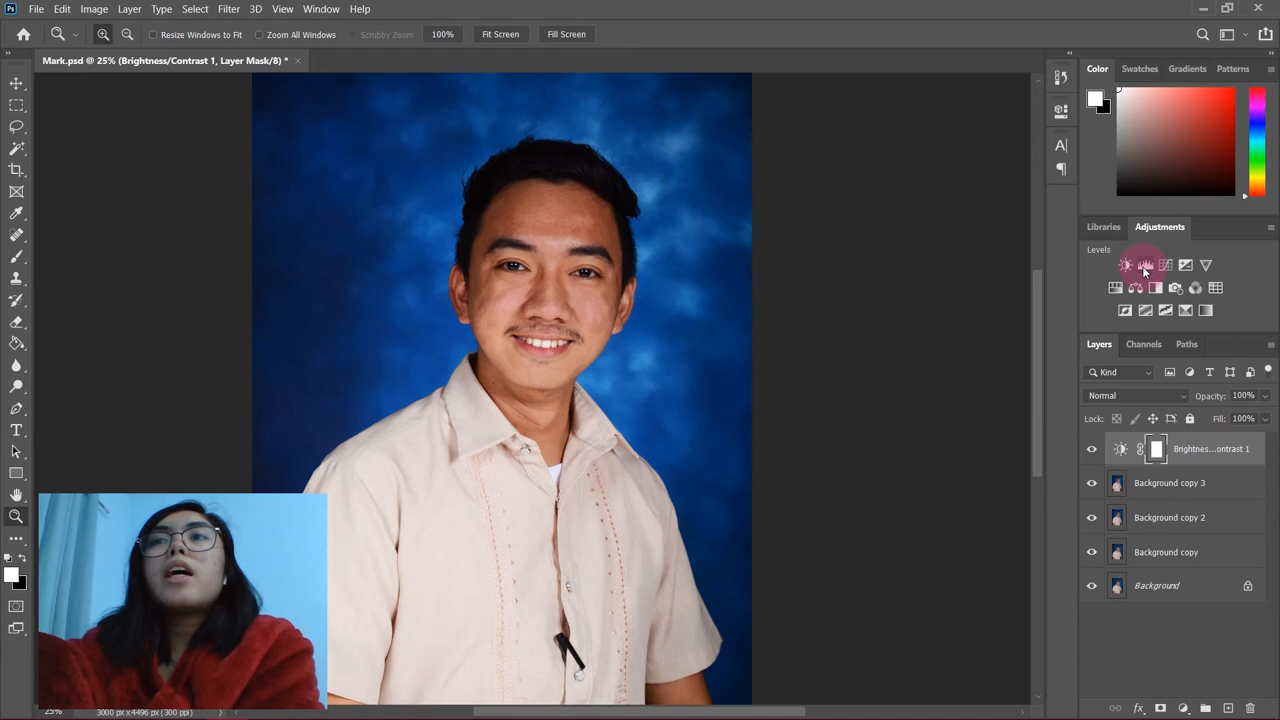 Ps File Edit Image Layer Type Select Filter 3D View Window Help
Resize Windows to Fit Zoom All Windows Scrubby Zoom 100% Fit Screen Fill Screen
Mark.psd @ 25% (Brightness/Contrast 1, Layer Mask/8) *
Color Swatches Gradients Patterns
Libraries Adjustments
Levels
Layers Channels Paths
Kind
Normal Opacity: 100%
Lock: Fill: 100%
Brightnes...ontrast 1
Background copy 3
Background copy 2
Background copy
Background
25% 3000 px x 4496 px (300 ppi)